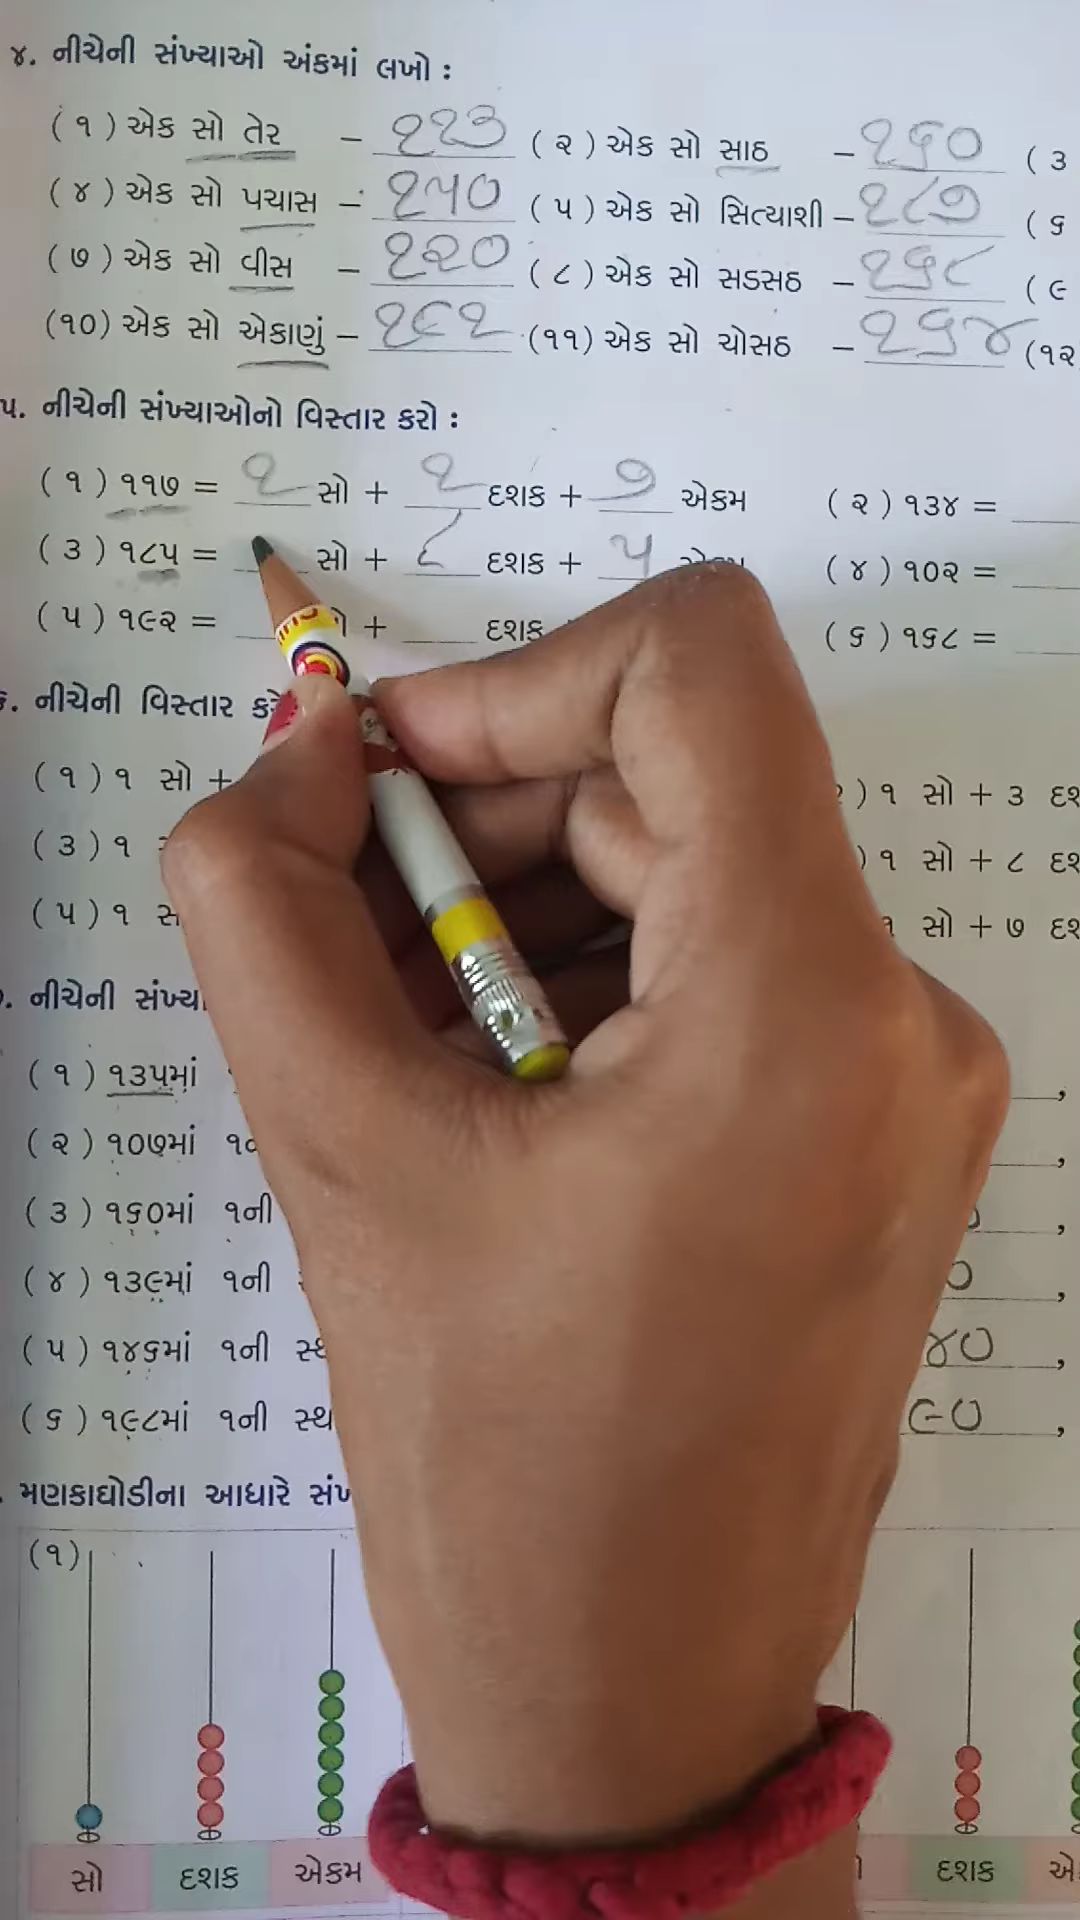 ૪. નીચેની સંખ્યાઓ અંકમાં લખો :
(૧) એક સો તેર – ૧૧૩ (૨) એક સો સાઠ – ૧૬૦ (૩
(૪) એક સો પચાસ – ૧૫૦ (૫) એક સો સિત્યાશી – ૧૮૭ (૬
(૭) એક સો વીસ – ૧૨૦ (૮) એક સો સડસઠ – ૧૬૮ (૯
(૧૦) એક સો એકાણું – ૧૯૧ (૧૧) એક સો ચોસઠ – ૧૬૪ (૧૨
૫. નીચેની સંખ્યાઓનો વિસ્તાર કરો :
(૧) ૧૧૭ = ૧ સો + ૧ દશક + ૭ એકમ (૨) ૧૩૪ =
(૩) ૧૮૫ = સો + ૮ દશક + ૫ (૪) ૧૦૨ =
(૫) ૧૯૨ = + દશક (૬) ૧૬૮ =
નીચેની વિસ્તાર
(૧) ૧ સો + ) ૧ સો + ૩
(૩) ૧ ) ૧ સો + ૮
(૫) ૧ ૧ સો + ૭
નીચેની
(૧) ૧૩૫માં ,
(૨) ૧૦૭માં ,
(૩) ૧૬૦માં ૧ની ,
(૪) ૧૩૯માં ૧ની ૦ ,
(૫) ૧૪૬માં ૧ની ૪૦ ,
(૬) ૧૯૮માં ૧ની ૯૦ ,
મણકાઘોડીના આધારે
(૧)
સો દશક એકમ દશક